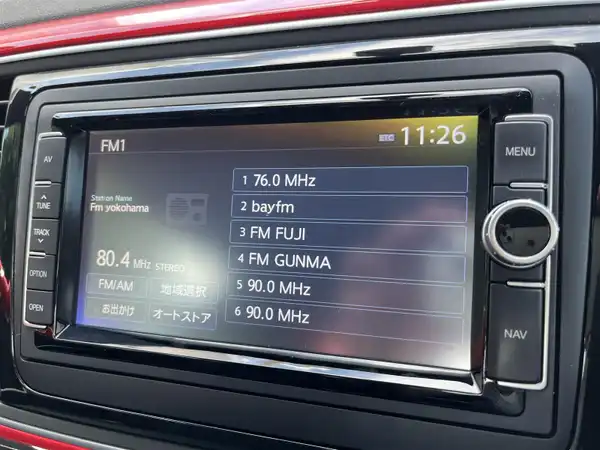 FM1
ETC 11:26
AV
TUNE
TRACK
OPTION
OPEN
Station Name
Fm yokohama
80.4 MHz STEREO
FM/AM
地域選択
お出かけ
オートストア
1 76.0 MHz
2 bayfm
3 FM FUJI
4 FM GUNMA
5 90.0 MHz
6 90.0 MHz
MENU
NAV